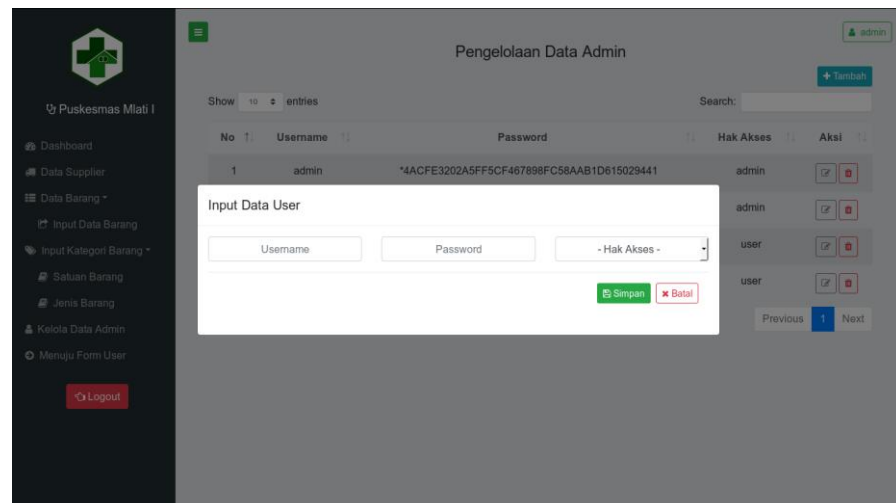 admin
Pengelolaan Data Admin
+ Tambah
Puskesmas Mlati I
Show 10 entries
Search:
No Username Password Hak Akses Aksi
1 admin *4ACFE3202A5FF5CF467898FC58AAB1D615029441 admin
admin
user
user
Input Data User
Username Password - Hak Akses -
Simpan Batal
Previous 1 Next
Dashboard
Data Supplier
Data Barang
Input Data Barang
Input Kategori Barang
Satuan Barang
Jenis Barang
Kelola Data Admin
Menuju Form User
Logout